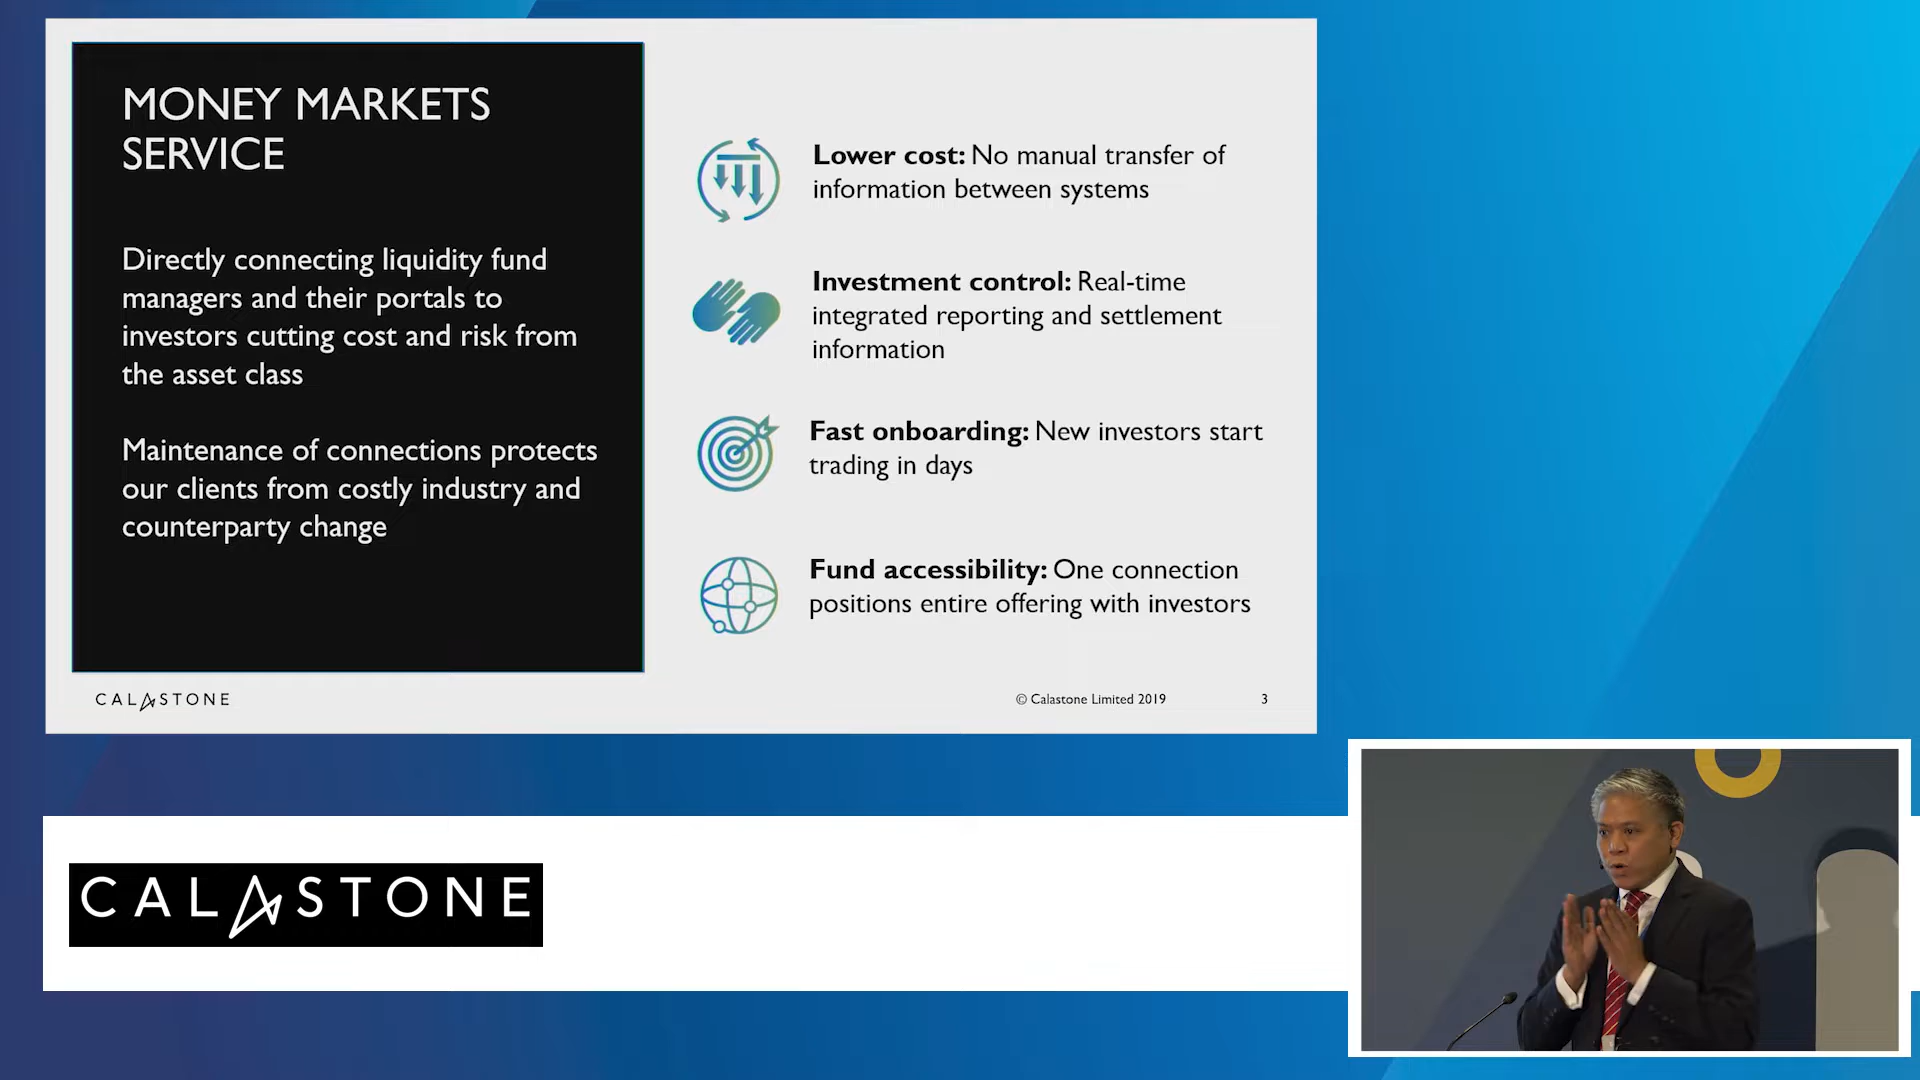 MONEY MARKETS
SERVICE
Directly connecting liquidity fund
managers and their portals to
investors cutting cost and risk from
the asset class
Maintenance of connections protects
our clients from costly industry and
counterparty change
Lower cost: No manual transfer of
information between systems
Investment control: Real-time
integrated reporting and settlement
information
Fast onboarding: New investors start
trading in days
Fund accessibility: One connection
positions entire offering with investors
CALASTONE
© Calastone Limited 2019
3
CALASTONE